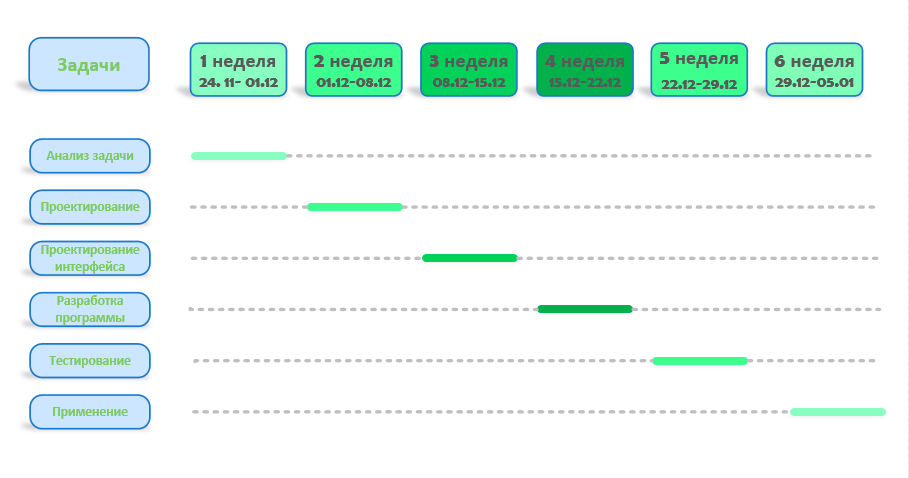 Задачи
1 неделя
24. 11- 01.12
2 неделя
01.12-08.12
3 неделя
08.12-15.12
4 неделя
15.12-22.12
5 неделя
22.12-29.12
6 неделя
29.12-05.01
Анализ задачи
Проектирование
Проектирование
интерфейса
Разработка
программы
Тестирование
Применение